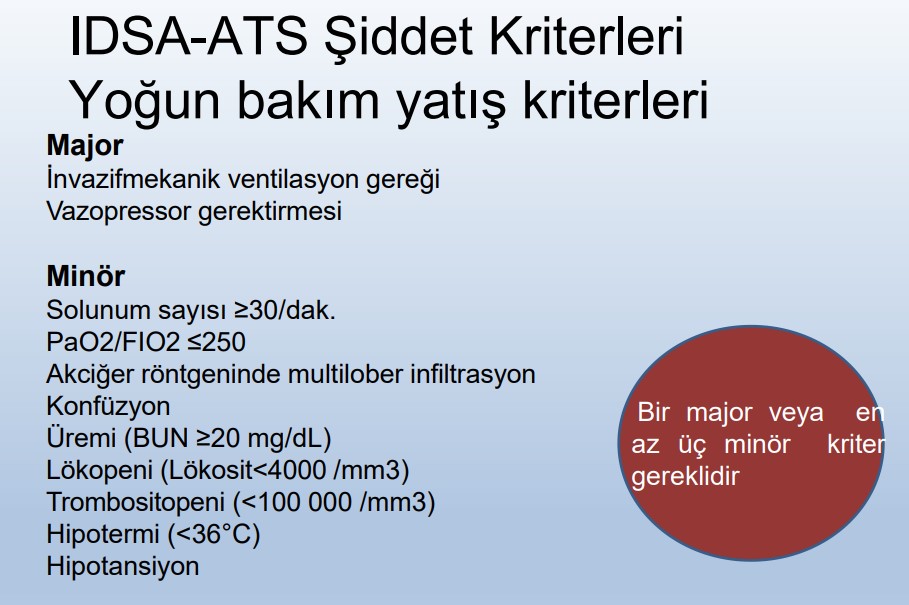 IDSA-ATS Şiddet Kriterleri
Yoğun bakım yatış kriterleri
Major
İnvazifmekanik ventilasyon gereği
Vazopressor gerektirmesi
Minör
Solunum sayısı ≥30/dak.
PaO2/FIO2 ≤250
Akciğer röntgeninde multilober infiltrasyon
Konfüzyon
Üremi (BUN ≥20 mg/dL)
Lökopeni (Lökosit<4000 /mm3)
Trombositopeni (<100 000 /mm3)
Hipotermi (<36°C)
Hipotansiyon
Bir major veya en
az üç minör kriter
gereklidir